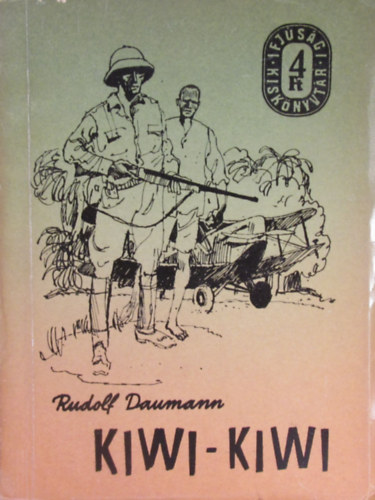 IFJÚSÁGI
4
Ft
KISKÖNYVTÁR
Rudolf Daumann
KIWI-KIWI